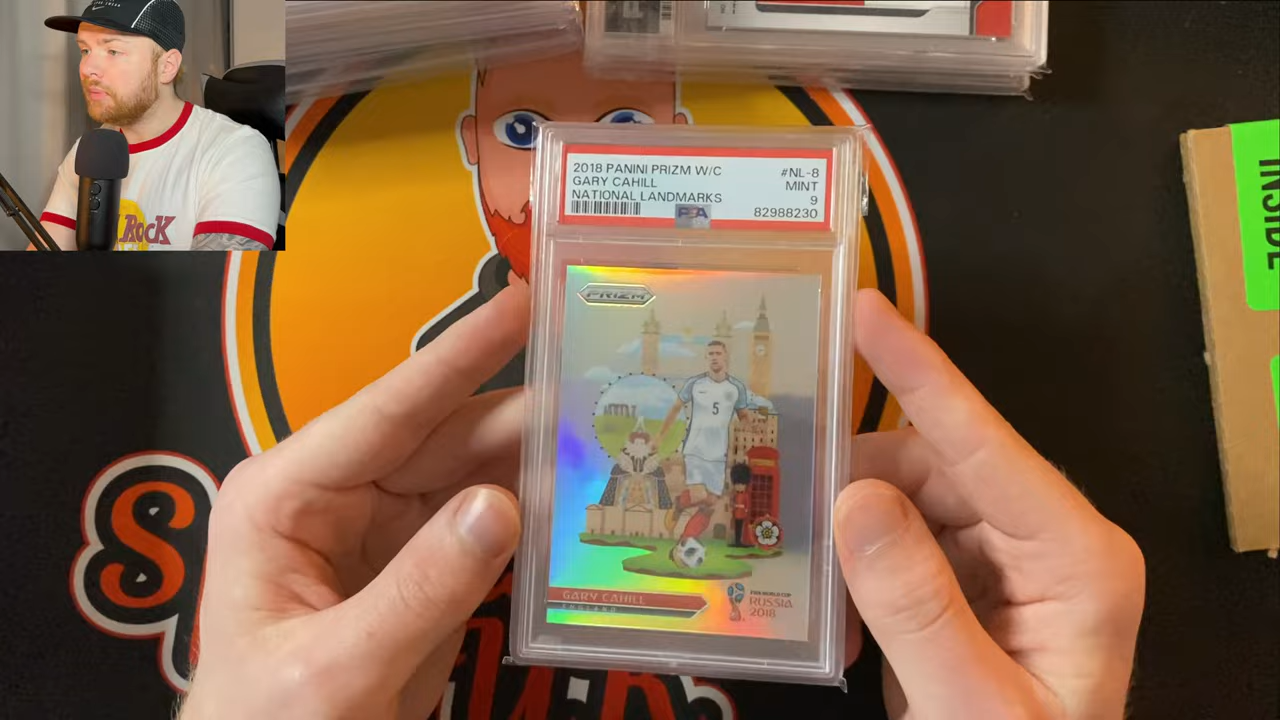 Rock
2018 PANINI PRIZM W/C #NL-8
GARY CAHILL MINT
NATIONAL LANDMARKS 9
PSA 82988230
PRIZM
5
GARY CAHILL
ENGLAND
FIFA WORLD CUP
RUSSIA
2018
INSIDE